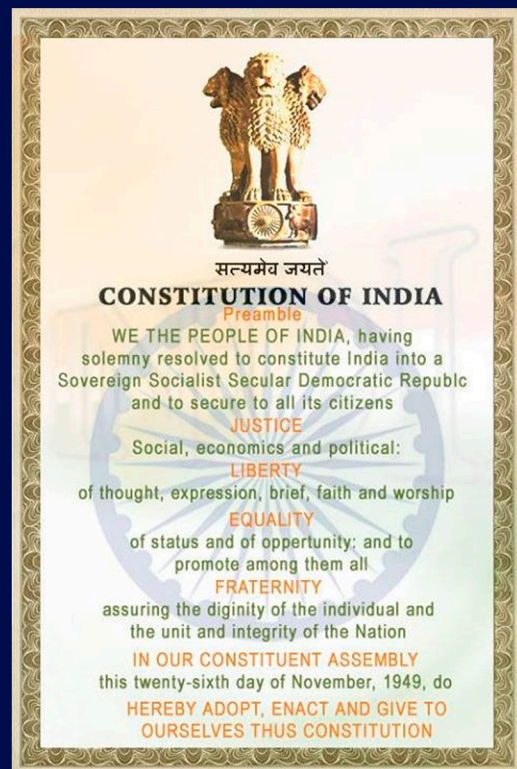 सत्यमेव जयते
CONSTITUTION OF INDIA
Preamble
WE THE PEOPLE OF INDIA, having
solemny resolved to constitute India into a
Sovereign Socialist Secular Democratic Republc
and to secure to all its citizens
JUSTICE
Social, economics and political:
LIBERTY
of thought, expression, brief, faith and worship
EQUALITY
of status and of oppertunity: and to
promote among them all
FRATERNITY
assuring the diginity of the individual and
the unit and integrity of the Nation
IN OUR CONSTITUENT ASSEMBLY
this twenty-sixth day of November, 1949, do
HEREBY ADOPT, ENACT AND GIVE TO
OURSELVES THUS CONSTITUTION